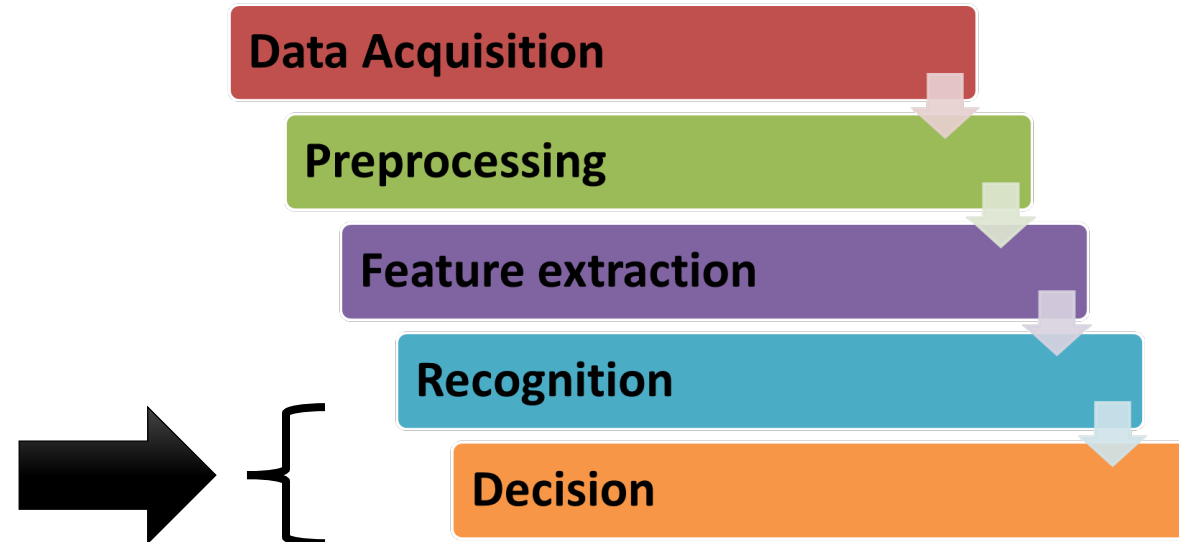 Data Acquisition
Preprocessing
Feature extraction
Recognition
Decision